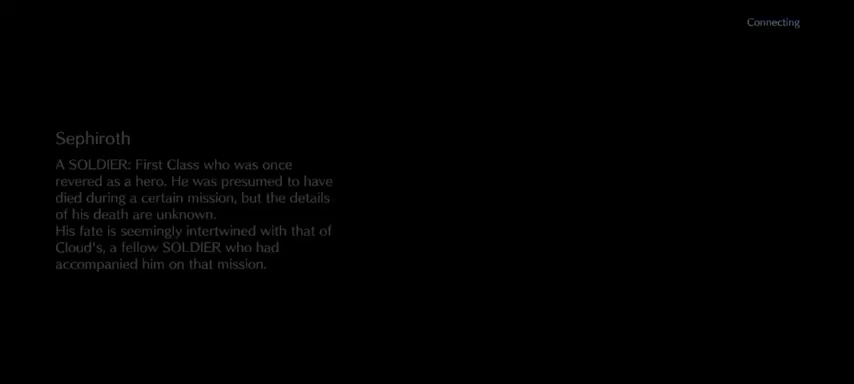 Connecting
Sephiroth
A SOLDIER: First Class who was once
revered as a hero. He was presumed to have
died during a certain mission, but the details
of his death are unknown.
His fate is seemingly intertwined with that of
Cloud's, a fellow SOLDIER who had
accompanied him on that mission.